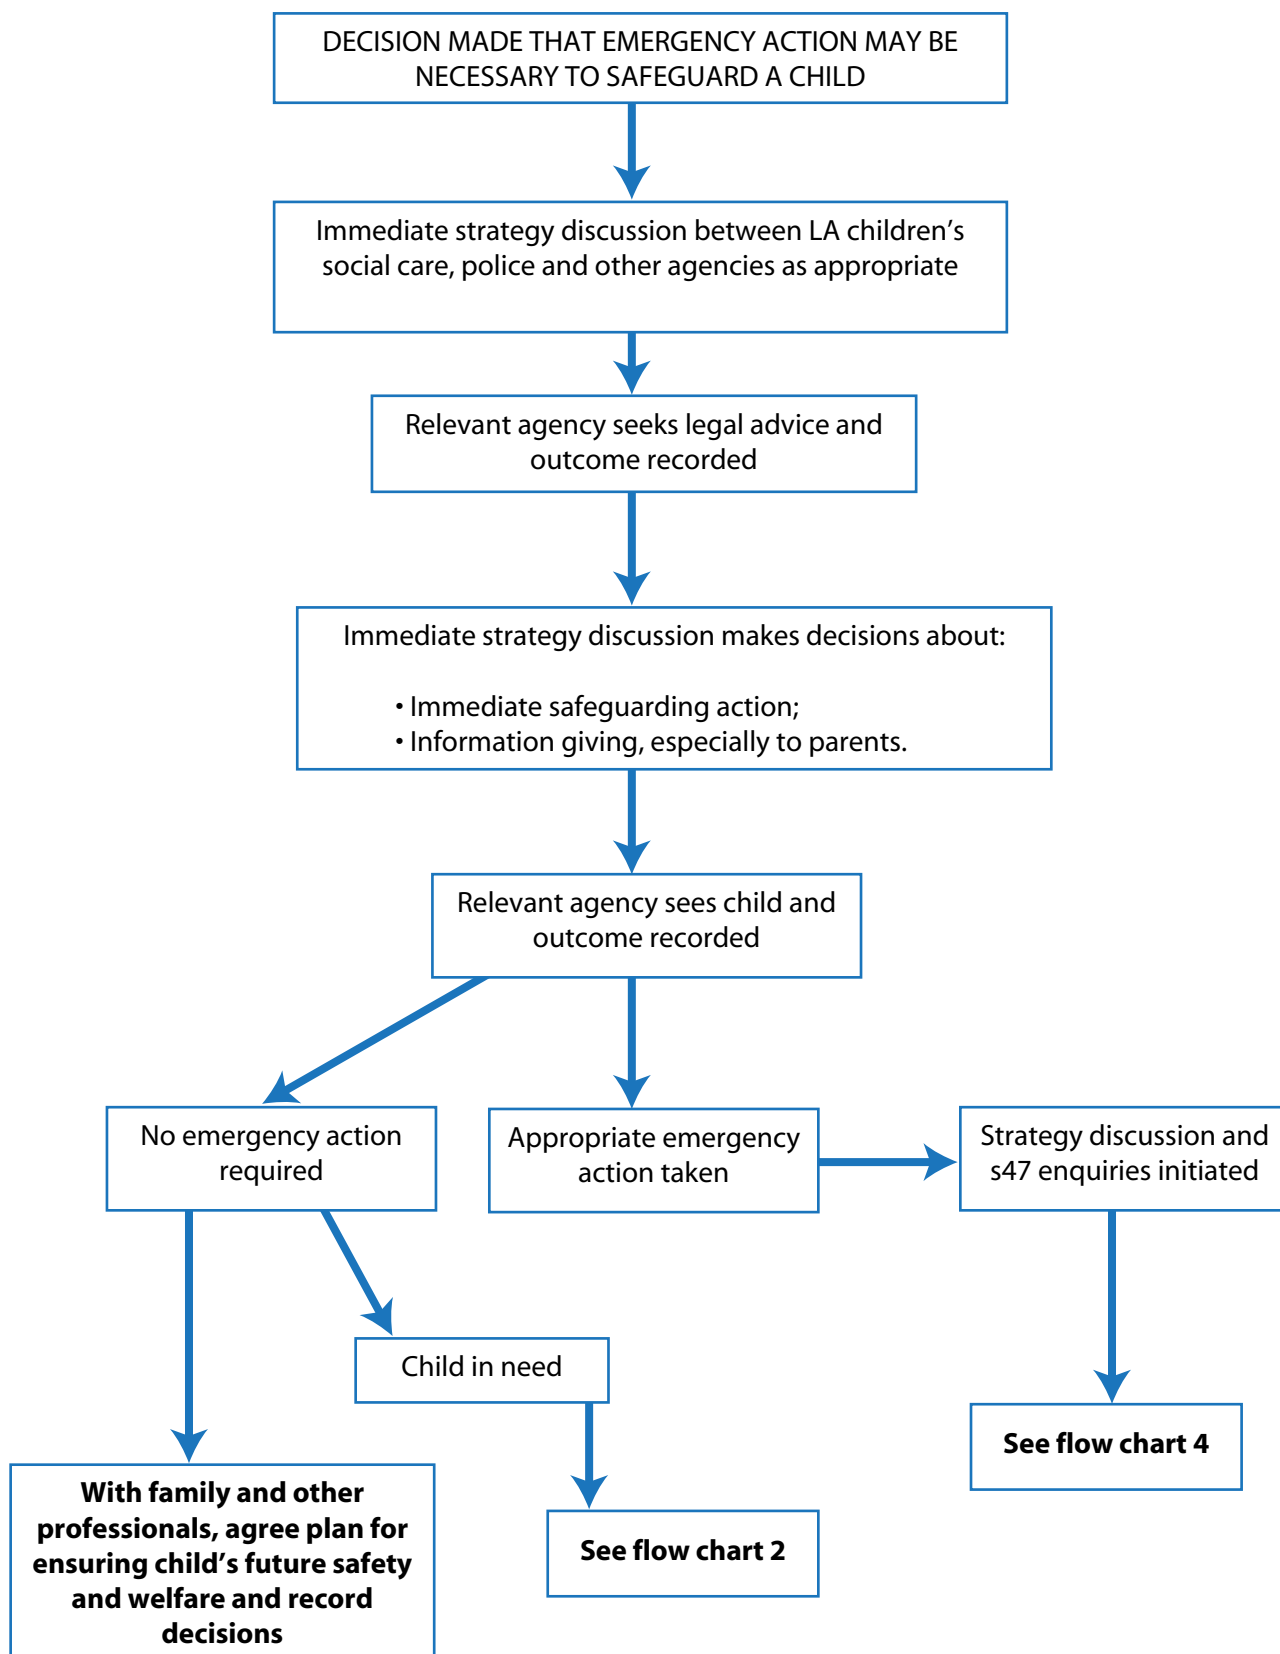 DECISION MADE THAT EMERGENCY ACTION MAY BE
NECESSARY TO SAFEGUARD A CHILD
Immediate strategy discussion between LA children’s
social care, police and other agencies as appropriate
Relevant agency seeks legal advice and
outcome recorded
Immediate strategy discussion makes decisions about:
• Immediate safeguarding action;
• Information giving, especially to parents.
Relevant agency sees child and
outcome recorded
No emergency action
required
Appropriate emergency
action taken
Strategy discussion and
s47 enquiries initiated
Child in need
See flow chart 4
With family and other
professionals, agree plan for
ensuring child’s future safety
and welfare and record
decisions
See flow chart 2